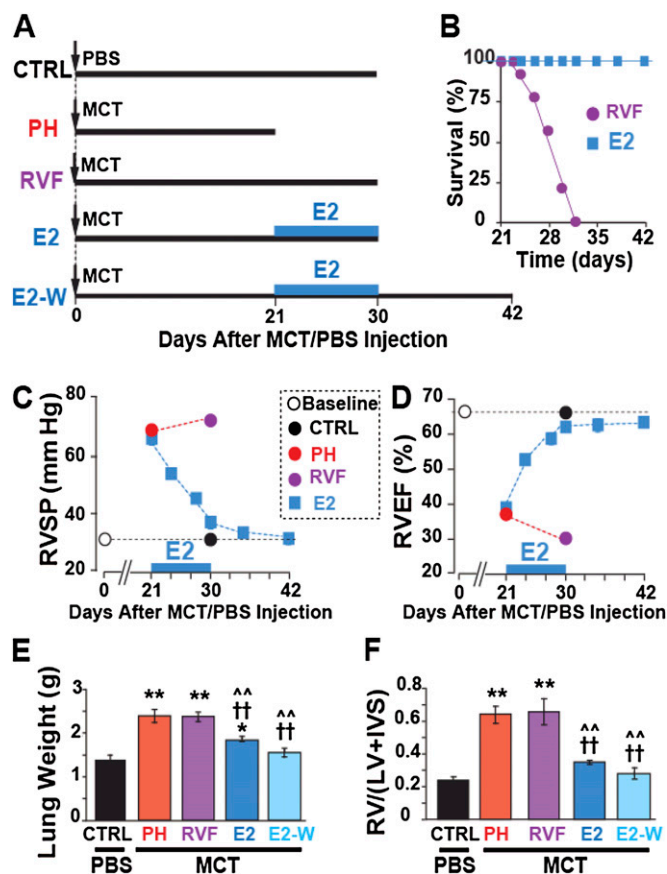 A
PBS
CTRL
MCT
PH
MCT
RVF
MCT
E2
E2
MCT
E2
E2-W
0 21 30 42
Days After MCT/PBS Injection
B
Survival (%)
100
75
50
25
0
RVF
E2
21 28 35 42
Time (days)
C
RVSP (mm Hg)
80
60
40
20
E2
0 21 30 42
Days After MCT/PBS Injection
Baseline
CTRL
PH
RVF
E2
D
RVEF (%)
70
60
50
40
30
20
E2
0 21 30 42
Days After MCT/PBS Injection
E
Lung Weight (g)
3
2
1
0
** ** ^^ ^^
†† ††
*
CTRL PH RVF E2 E2-W
PBS MCT
F
RV/(LV+IVS)
0.8
0.6
0.4
0.2
0
** ** ^^ ^^
†† ††
CTRL PH RVF E2 E2-W
PBS MCT